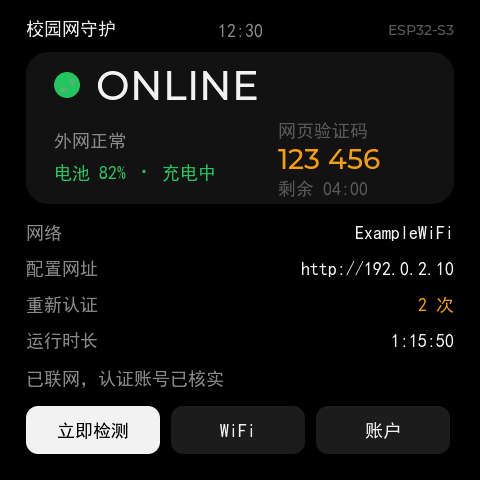 校园网守护 12:30 ESP32-S3
ONLINE
外网正常
网页验证码
123 456
电池 82% · 充电中
剩余 04:00
网络 ExampleWiFi
配置网址 http://192.0.2.10
重新认证 2 次
运行时长 1:15:50
已联网，认证账号已核实
立即检测 WiFi 账户